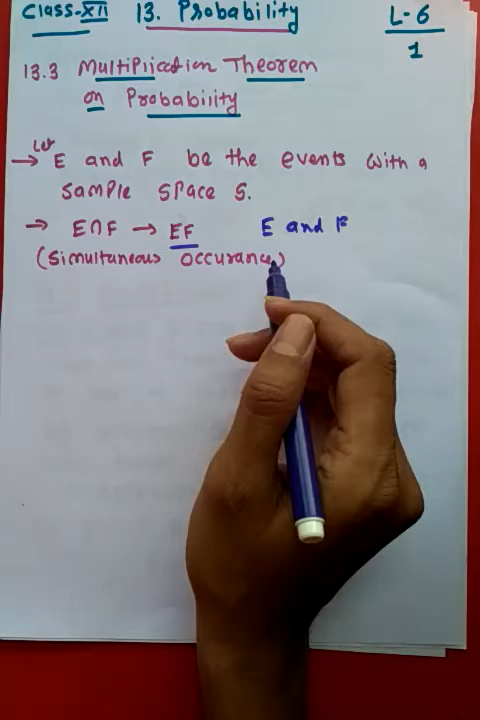 Class-XII 13. Probability L-6
1
13.3 Multiplication Theorem
on Probability
→ Let E and F be the events with a
Sample Space S.
→ E∩F → EF E and F
(Simultaneous occurance)